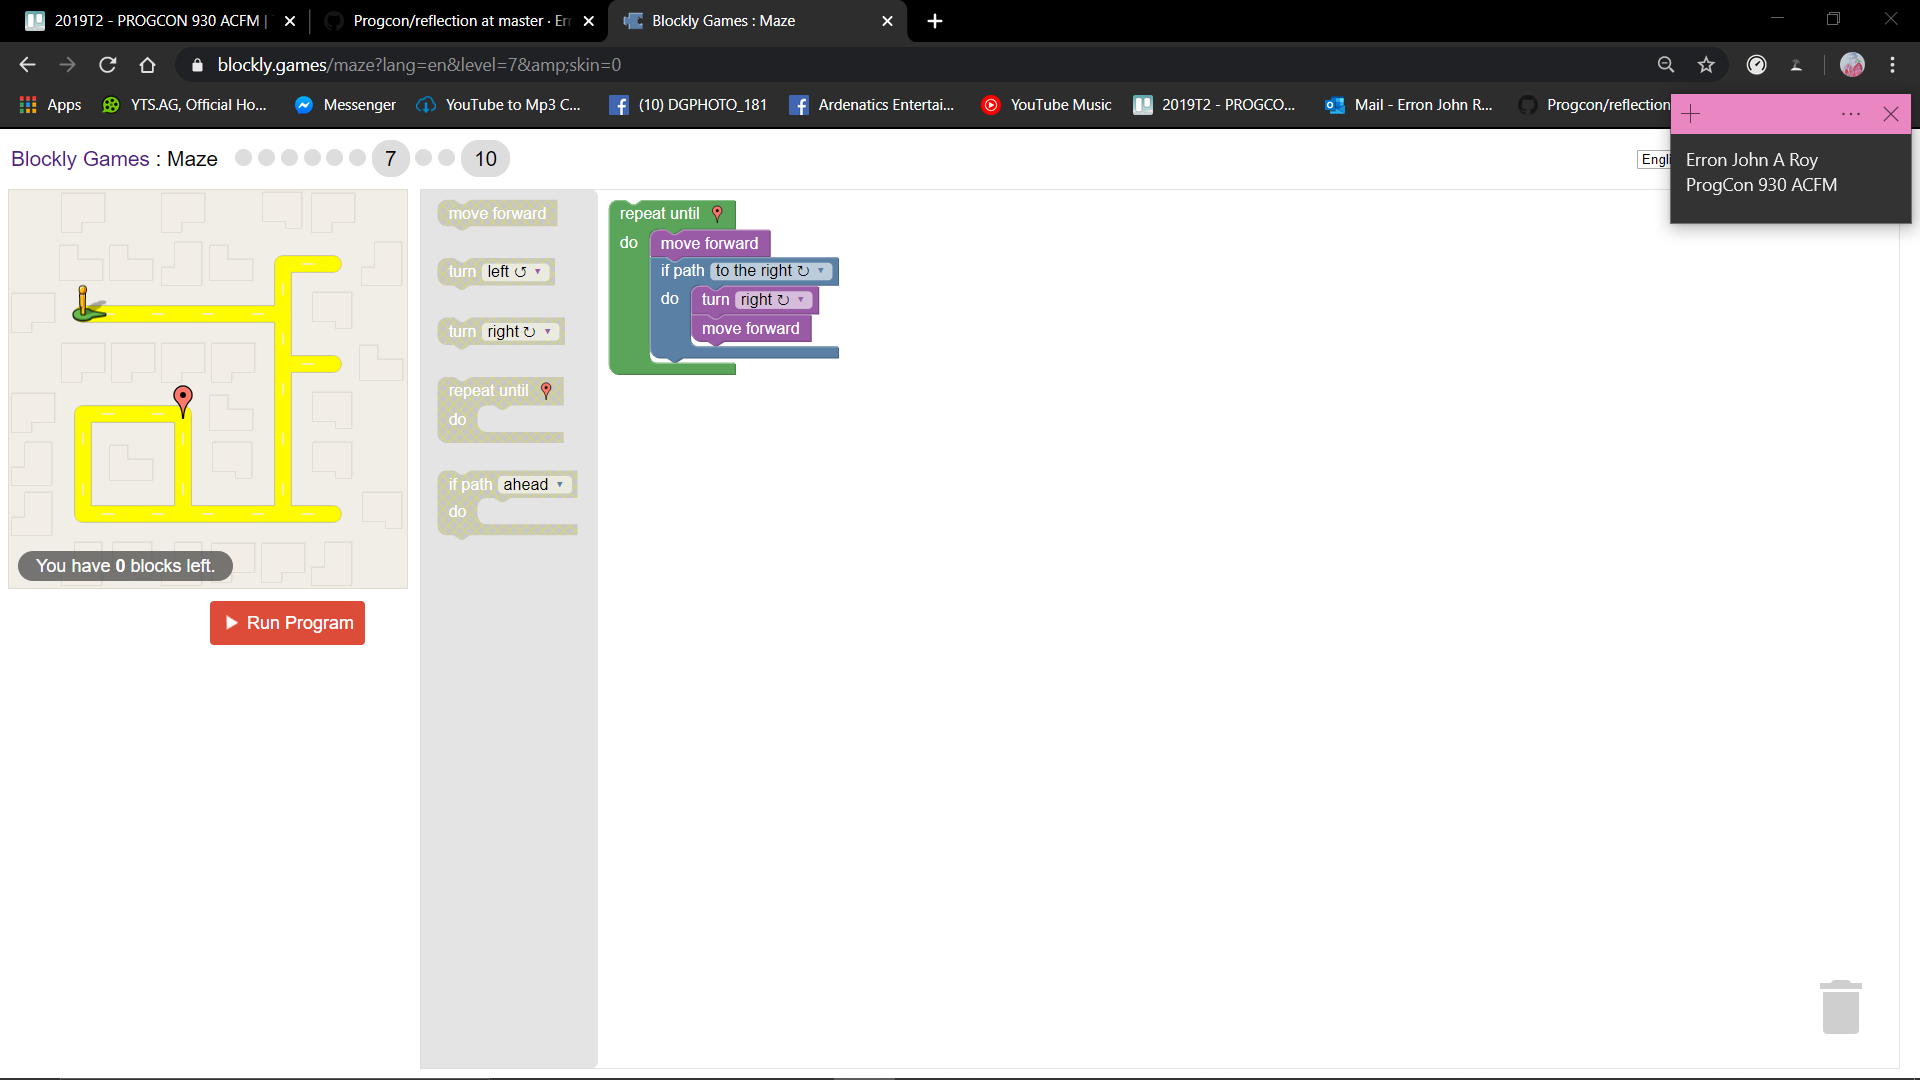 2019T2 - PROGCON 930 ACFM |
Progcon/reflection at master · Err
Blockly Games : Maze
blockly.games/maze?lang=en&level=7&amp;skin=0
Apps
YTS.AG, Official Ho...
Messenger
YouTube to Mp3 C...
(10) DGPHOTO_181
Ardenatics Entertai...
YouTube Music
2019T2 - PROGCO...
Mail - Erron John R...
Progcon/reflection
Erron John A Roy
ProgCon 930 ACFM
Blockly Games : Maze
7
10
Engli
You have 0 blocks left.
Run Program
move forward
turn left ↺ ▾
turn right ↻ ▾
repeat until
do
if path ahead ▾
do
repeat until
do
move forward
if path to the right ↻ ▾
do
turn right ↻ ▾
move forward